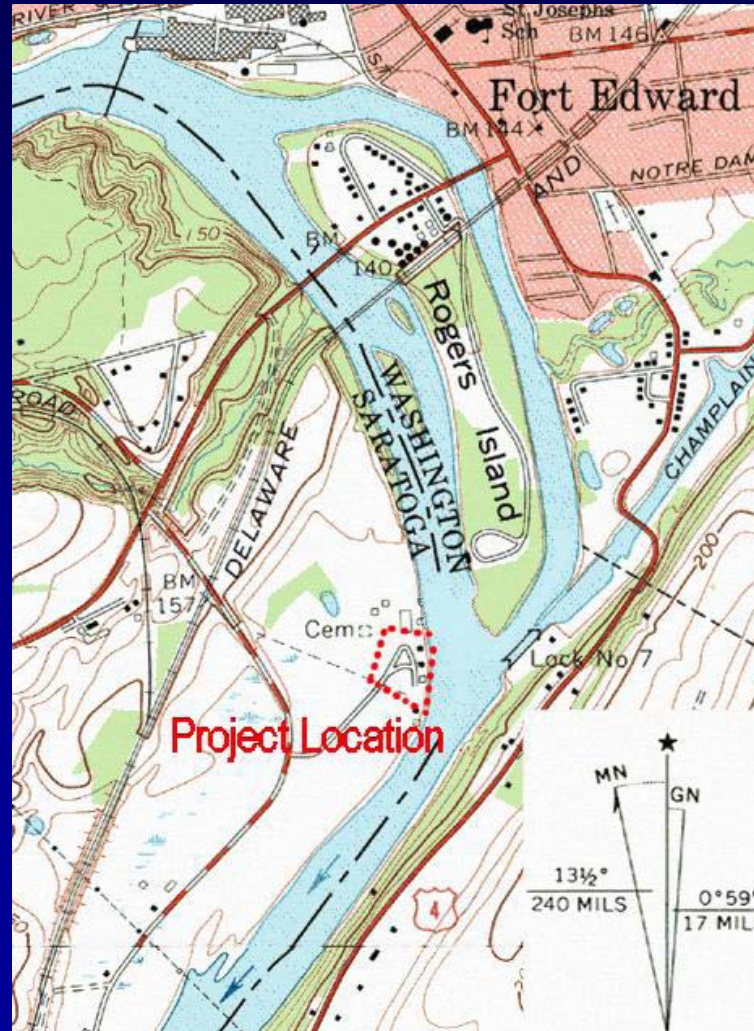 RIVER S
St Josephs
Sch
BM 146
ST
Fort Edward
BM 144
AND
NOTRE DAM
150
BM
140
Rogers Island
WASHINGTON
SARATOGA
ROAD
DELAWARE
CHAMPLAIN
200
BM
157
Cem
Lock No 7
Project Location
MN
GN
13½°
240 MILS
0°59'
17 MIL
4